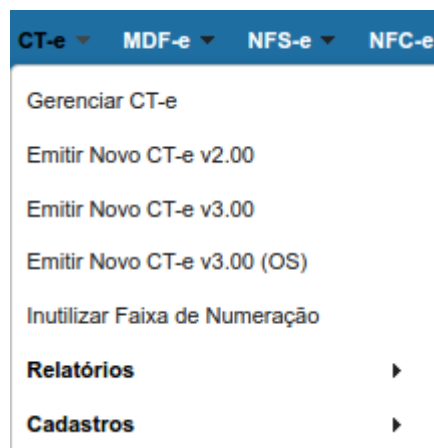 CT-e MDF-e NFS-e NFC-e
Gerenciar CT-e
Emitir Novo CT-e v2.00
Emitir Novo CT-e v3.00
Emitir Novo CT-e v3.00 (OS)
Inutilizar Faixa de Numeração
Relatórios
Cadastros